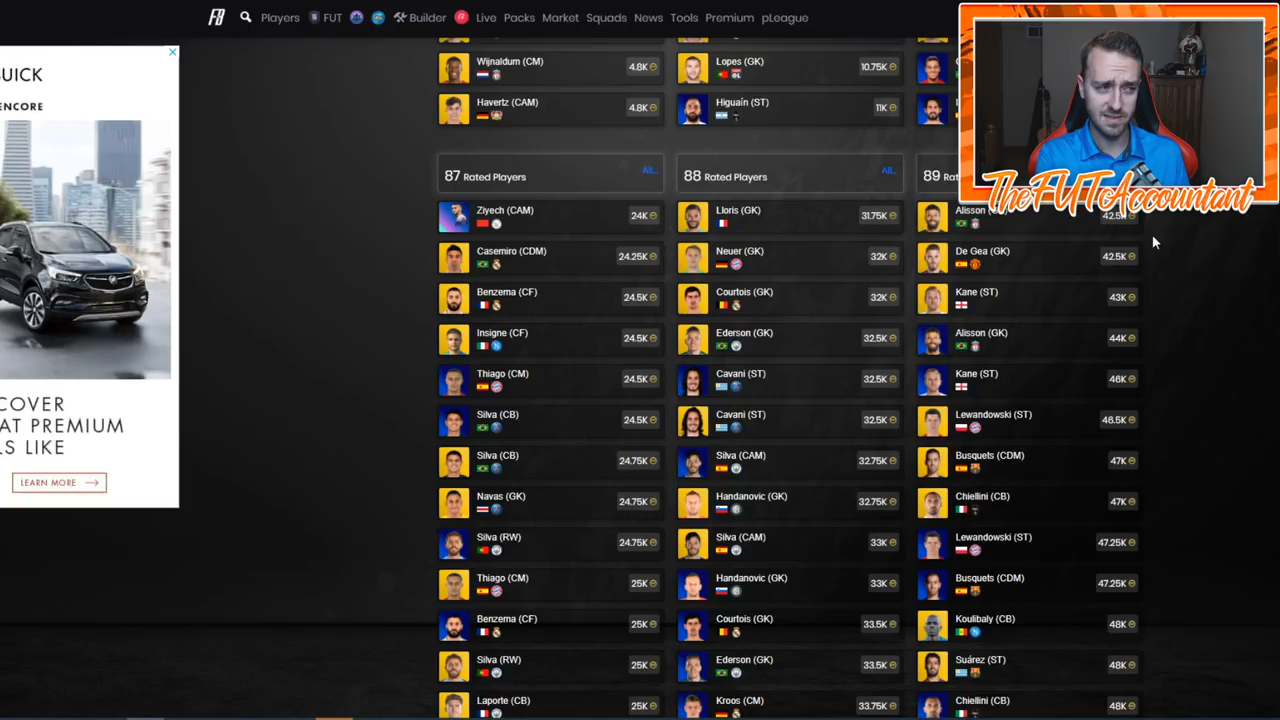 F8 Players FUT Builder Live Packs Market Squads News Tools Premium pLeague
BUICK
ENCORE
AT PREMIUM
LIKE
LEARN MORE
Wijnaldum (CM) 4.8K
Havertz (CAM) 4.8K
Lopes (GK) 10.75K
Higuaín (ST) 11K
87 Rated Players All..
Ziyech (CAM) 24K
Casemiro (CDM) 24.25K
Benzema (CF) 24.5K
Insigne (CF) 24.5K
Thiago (CM) 24.5K
Silva (CB) 24.5K
Silva (CB) 24.75K
Navas (GK) 24.75K
Silva (RW) 24.75K
Thiago (CM) 25K
Benzema (CF) 25K
Silva (RW) 25K
Laporte (CB) 25K
88 Rated Players All..
Lloris (GK) 31.75K
Neuer (GK) 32K
Courtois (GK) 32K
Ederson (GK) 32.5K
Cavani (ST) 32.5K
Cavani (ST) 32.5K
Silva (CAM) 32.75K
Handanovic (GK) 32.75K
Silva (CAM) 33K
Handanovic (GK) 33K
Courtois (GK) 33.5K
Ederson (GK) 33.5K
Kroos (CM) 33.75K
89
Alisson
De Gea (GK) 42.5K
Kane (ST) 43K
Alisson (GK) 44K
Kane (ST) 46K
Lewandowski (ST) 46.5K
Busquets (CDM) 47K
Chiellini (CB) 47K
Lewandowski (ST) 47.25K
Busquets (CDM) 47.25K
Koulibaly (CB) 48K
Suárez (ST) 48K
Chiellini (CB) 48K
TheFUTAccountant